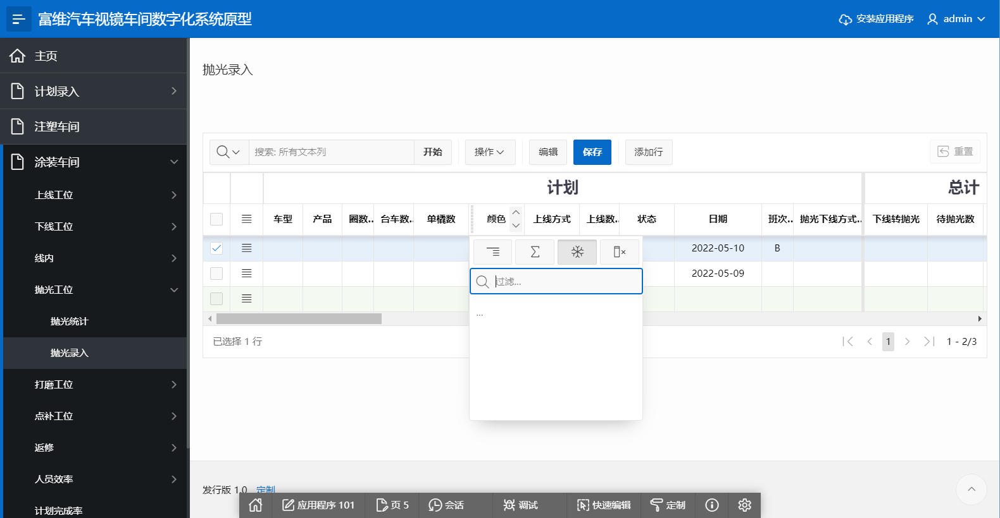 富维汽车视镜车间数字化系统原型
安装应用程序
admin
主页
计划录入
注塑车间
涂装车间
上线工位
下线工位
线内
抛光工位
抛光统计
抛光录入
打磨工位
点补工位
返修
人员效率
计划完成率
抛光录入
搜索: 所有文本列
开始
操作
编辑
保存
添加行
重置
计划
总计
车型
产品
圈数..
台车数..
单橇数
颜色
上线方式
上线数..
状态
日期
班次..
抛光下线方式..
下线转抛光
待抛光数
2022-05-10
B
2022-05-09
过滤...
...
已选择 1 行
1
1 - 2/3
发行版 1.0
定制
应用程序 101
页 5
会话
调试
快速编辑
定制